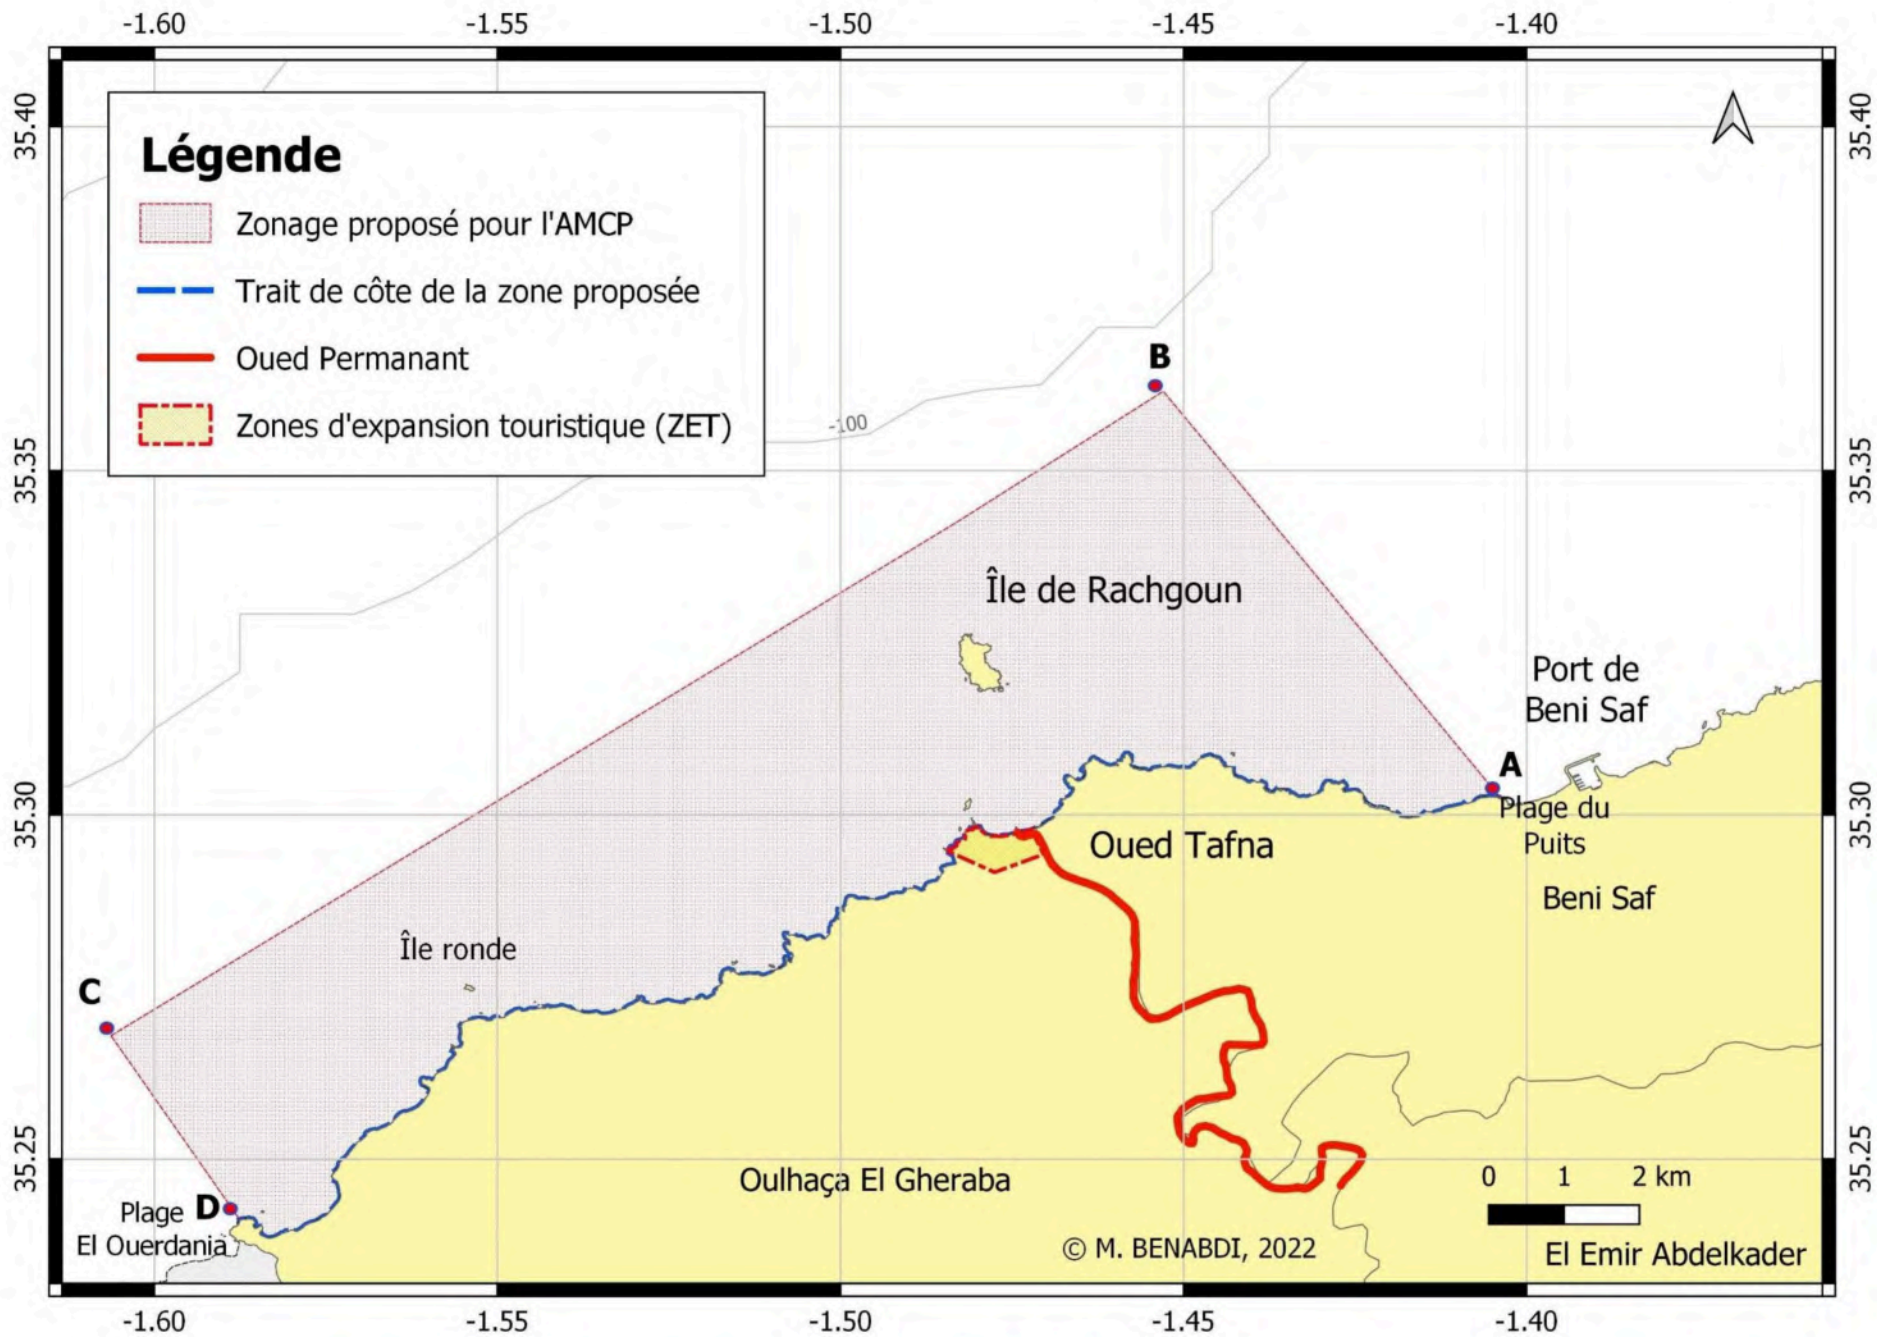 -1.60 -1.55 -1.50 -1.45 -1.40
35.40 35.40
Légende
Zonage proposé pour l'AMCP
Trait de côte de la zone proposée
Oued Permanant
Zones d'expansion touristique (ZET)
B
-100
35.35 35.35
Île de Rachgoun
Port de
Beni Saf
A
35.30 35.30
Plage du
Puits
Oued Tafna
Beni Saf
Île ronde
C
35.25 35.25
Oulhaça El Gheraba
0 1 2 km
Plage
El Ouerdania
D
© M. BENABDI, 2022
El Emir Abdelkader
-1.60 -1.55 -1.50 -1.45 -1.40